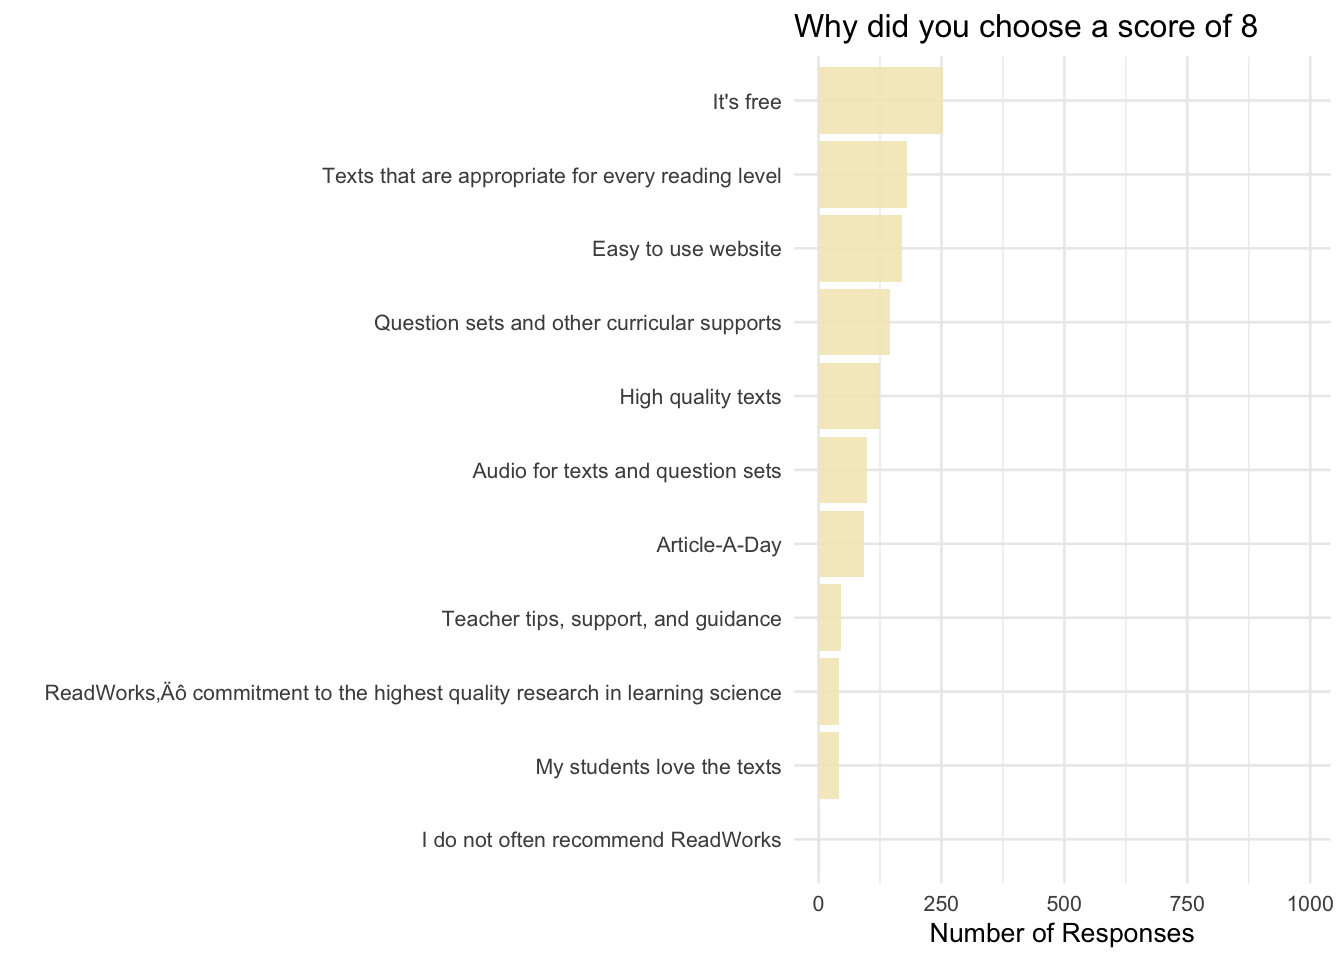 Why did you choose a score of 8
It's free
Texts that are appropriate for every reading level
Easy to use website
Question sets and other curricular supports
High quality texts
Audio for texts and question sets
Article-A-Day
Teacher tips, support, and guidance
ReadWorks‚Äô commitment to the highest quality research in learning science
My students love the texts
I do not often recommend ReadWorks
0 250 500 750 1000
Number of Responses